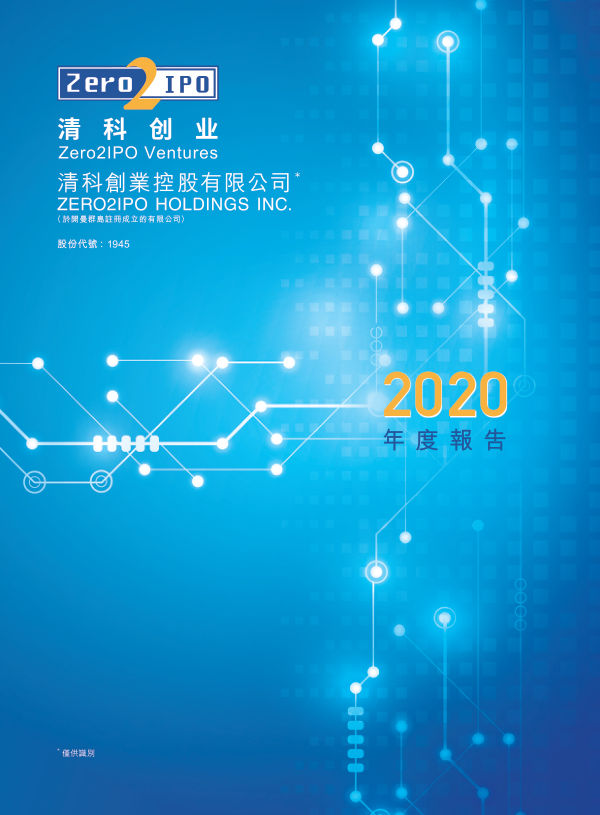 Zero2IPO
清科创业
Zero2IPO Ventures
清科創業控股有限公司*
ZERO2IPO HOLDINGS INC.
(於開曼群島註冊成立的有限公司)
股份代號：1945
2020
年度報告
* 僅供識別